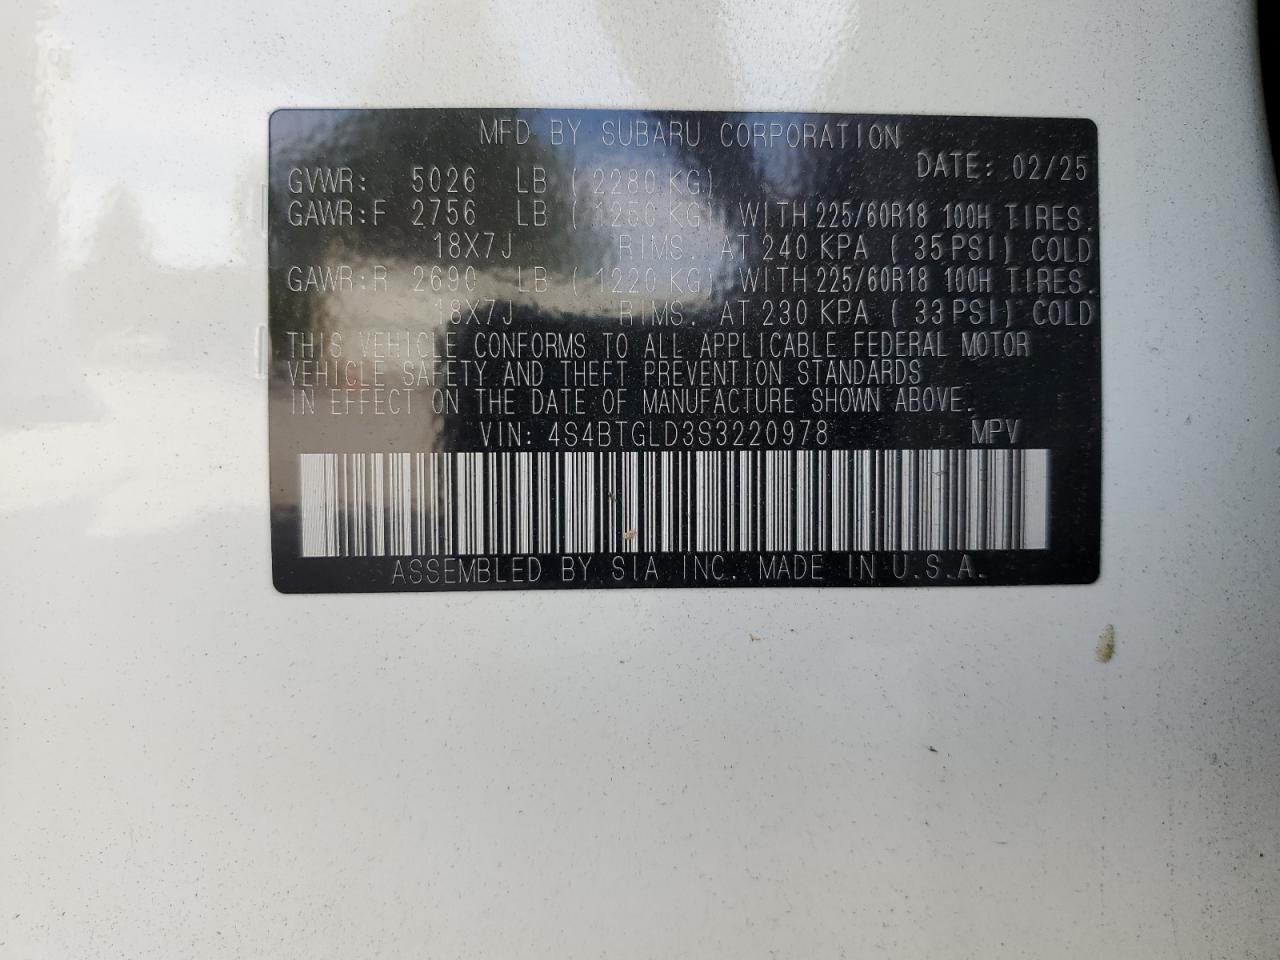 MFD BY SUBARU CORPORATION
DATE: 02/25
GVWR: 5026 LB (2280 KG)
GAWR:F 2756 LB (1250 KG) WITH 225/60R18 100H TIRES.
18X7J RIMS. AT 240 KPA (35 PSI) COLD
GAWR:R 2690 LB (1220 KG) WITH 225/60R18 100H TIRES.
18X7J RIMS. AT 230 KPA (33 PSI) COLD
THIS VEHICLE CONFORMS TO ALL APPLICABLE FEDERAL MOTOR
VEHICLE SAFETY AND THEFT PREVENTION STANDARDS
IN EFFECT ON THE DATE OF MANUFACTURE SHOWN ABOVE.
VIN: 4S4BTGLD3S3220978 MPV
ASSEMBLED BY SIA INC. MADE IN U.S.A.